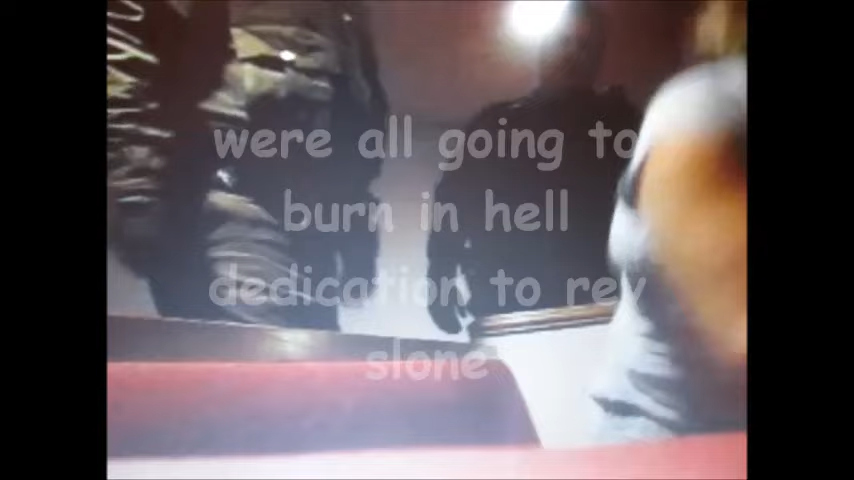 were all going to
burn in hell
dedication to rev
slone